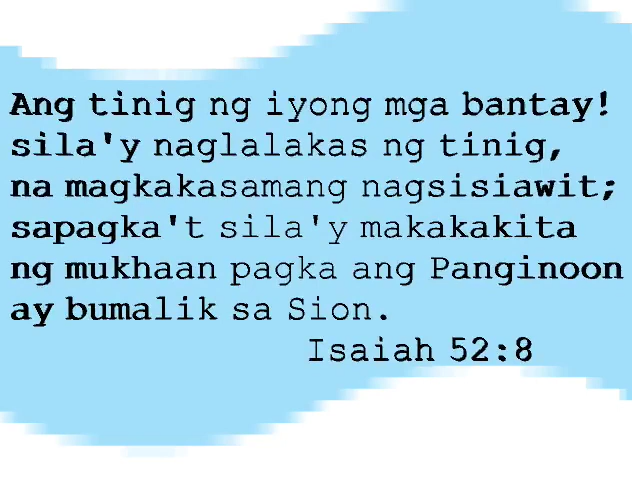 Ang tinig ng iyong mga bantay!
sila'y naglalakas ng tinig,
na magkakasamang nagsisiawit;
sapagka't sila'y makakakita
ng mukhaan pagka ang Panginoon
ay bumalik sa Sion.
Isaiah 52:8